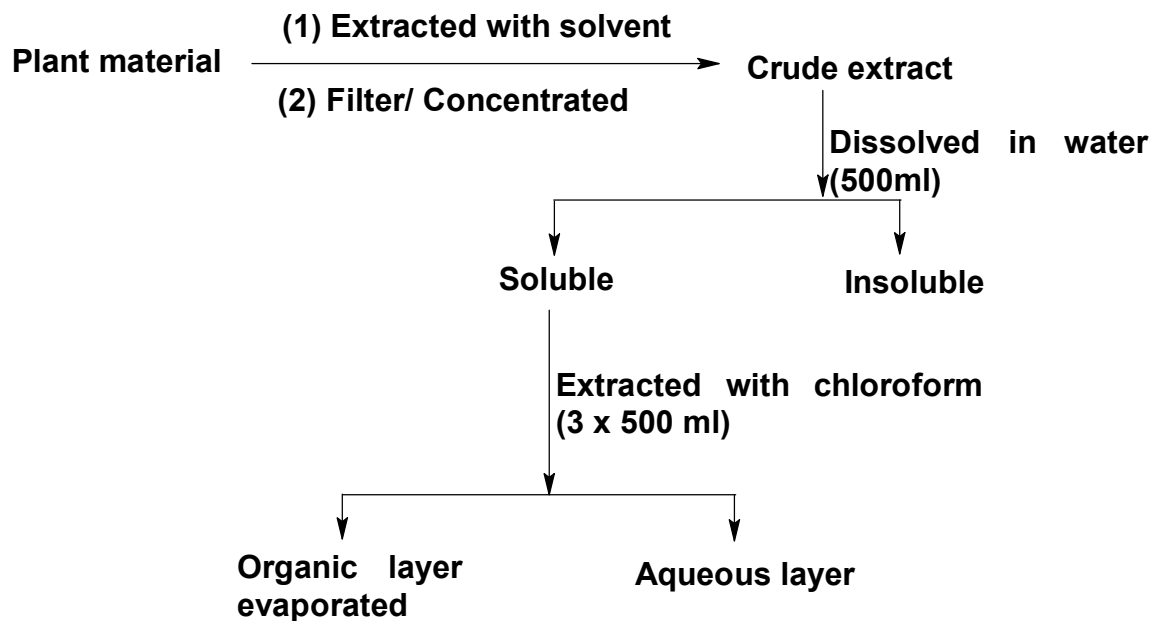 (1) Extracted with solvent
Plant material
Crude extract
(2) Filter/ Concentrated
Dissolved in water
(500ml)
Soluble
Insoluble
Extracted with chloroform
(3 x 500 ml)
Organic layer
evaporated
Aqueous layer